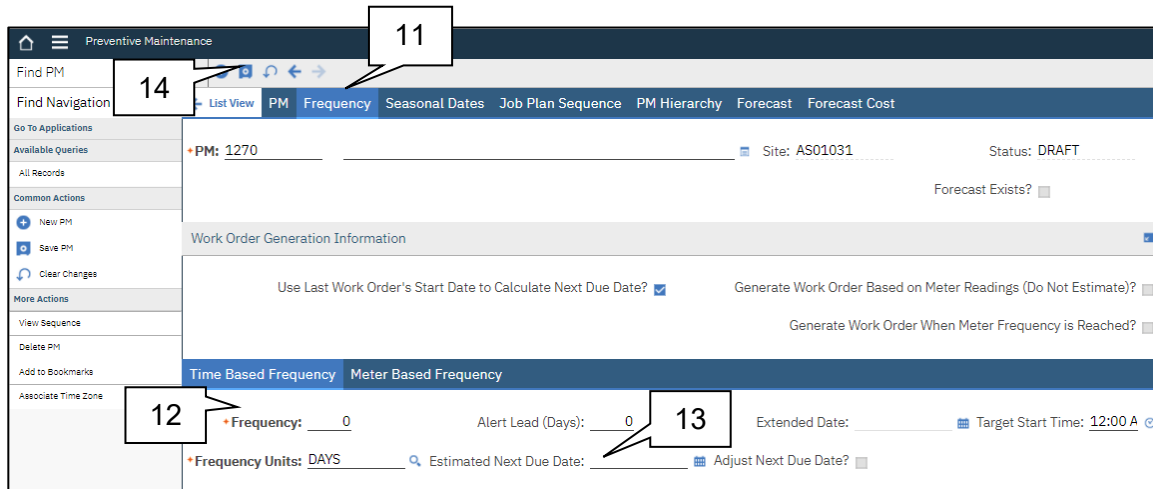 Preventive Maintenance
11
14
Find PM
Find Navigation
List View PM Frequency Seasonal Dates Job Plan Sequence PM Hierarchy Forecast Forecast Cost
Go To Applications
Available Queries
All Records
Common Actions
New PM
Save PM
Clear Changes
More Actions
View Sequence
Delete PM
Add to Bookmarks
Associate Time Zone
*PM: 1270 Site: AS01031 Status: DRAFT
Forecast Exists?
Work Order Generation Information
Use Last Work Order's Start Date to Calculate Next Due Date? Generate Work Order Based on Meter Readings (Do Not Estimate)?
Generate Work Order When Meter Frequency is Reached?
Time Based Frequency Meter Based Frequency
12
13
*Frequency: 0 Alert Lead (Days): 0 Extended Date: Target Start Time: 12:00 A
*Frequency Units: DAYS Estimated Next Due Date: Adjust Next Due Date?